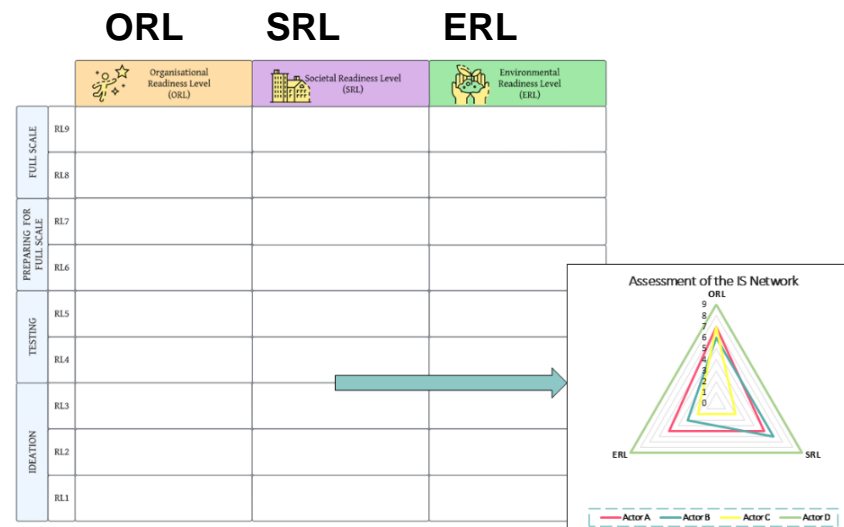 ORL SRL ERL
Organisational
Readiness Level
(ORL)
Societal Readiness Level
(SRL)
Environmental
Readiness Level
(ERL)
FULL SCALE
RL9
RL8
PREPARING FOR
FULL SCALE
RL7
RL6
TESTING
RL5
RL4
IDEATION
RL3
RL2
RL1
Assessment of the IS Network
ORL
9
8
7
6
5
4
3
2
1
0
ERL
SRL
Actor A Actor B Actor C Actor D